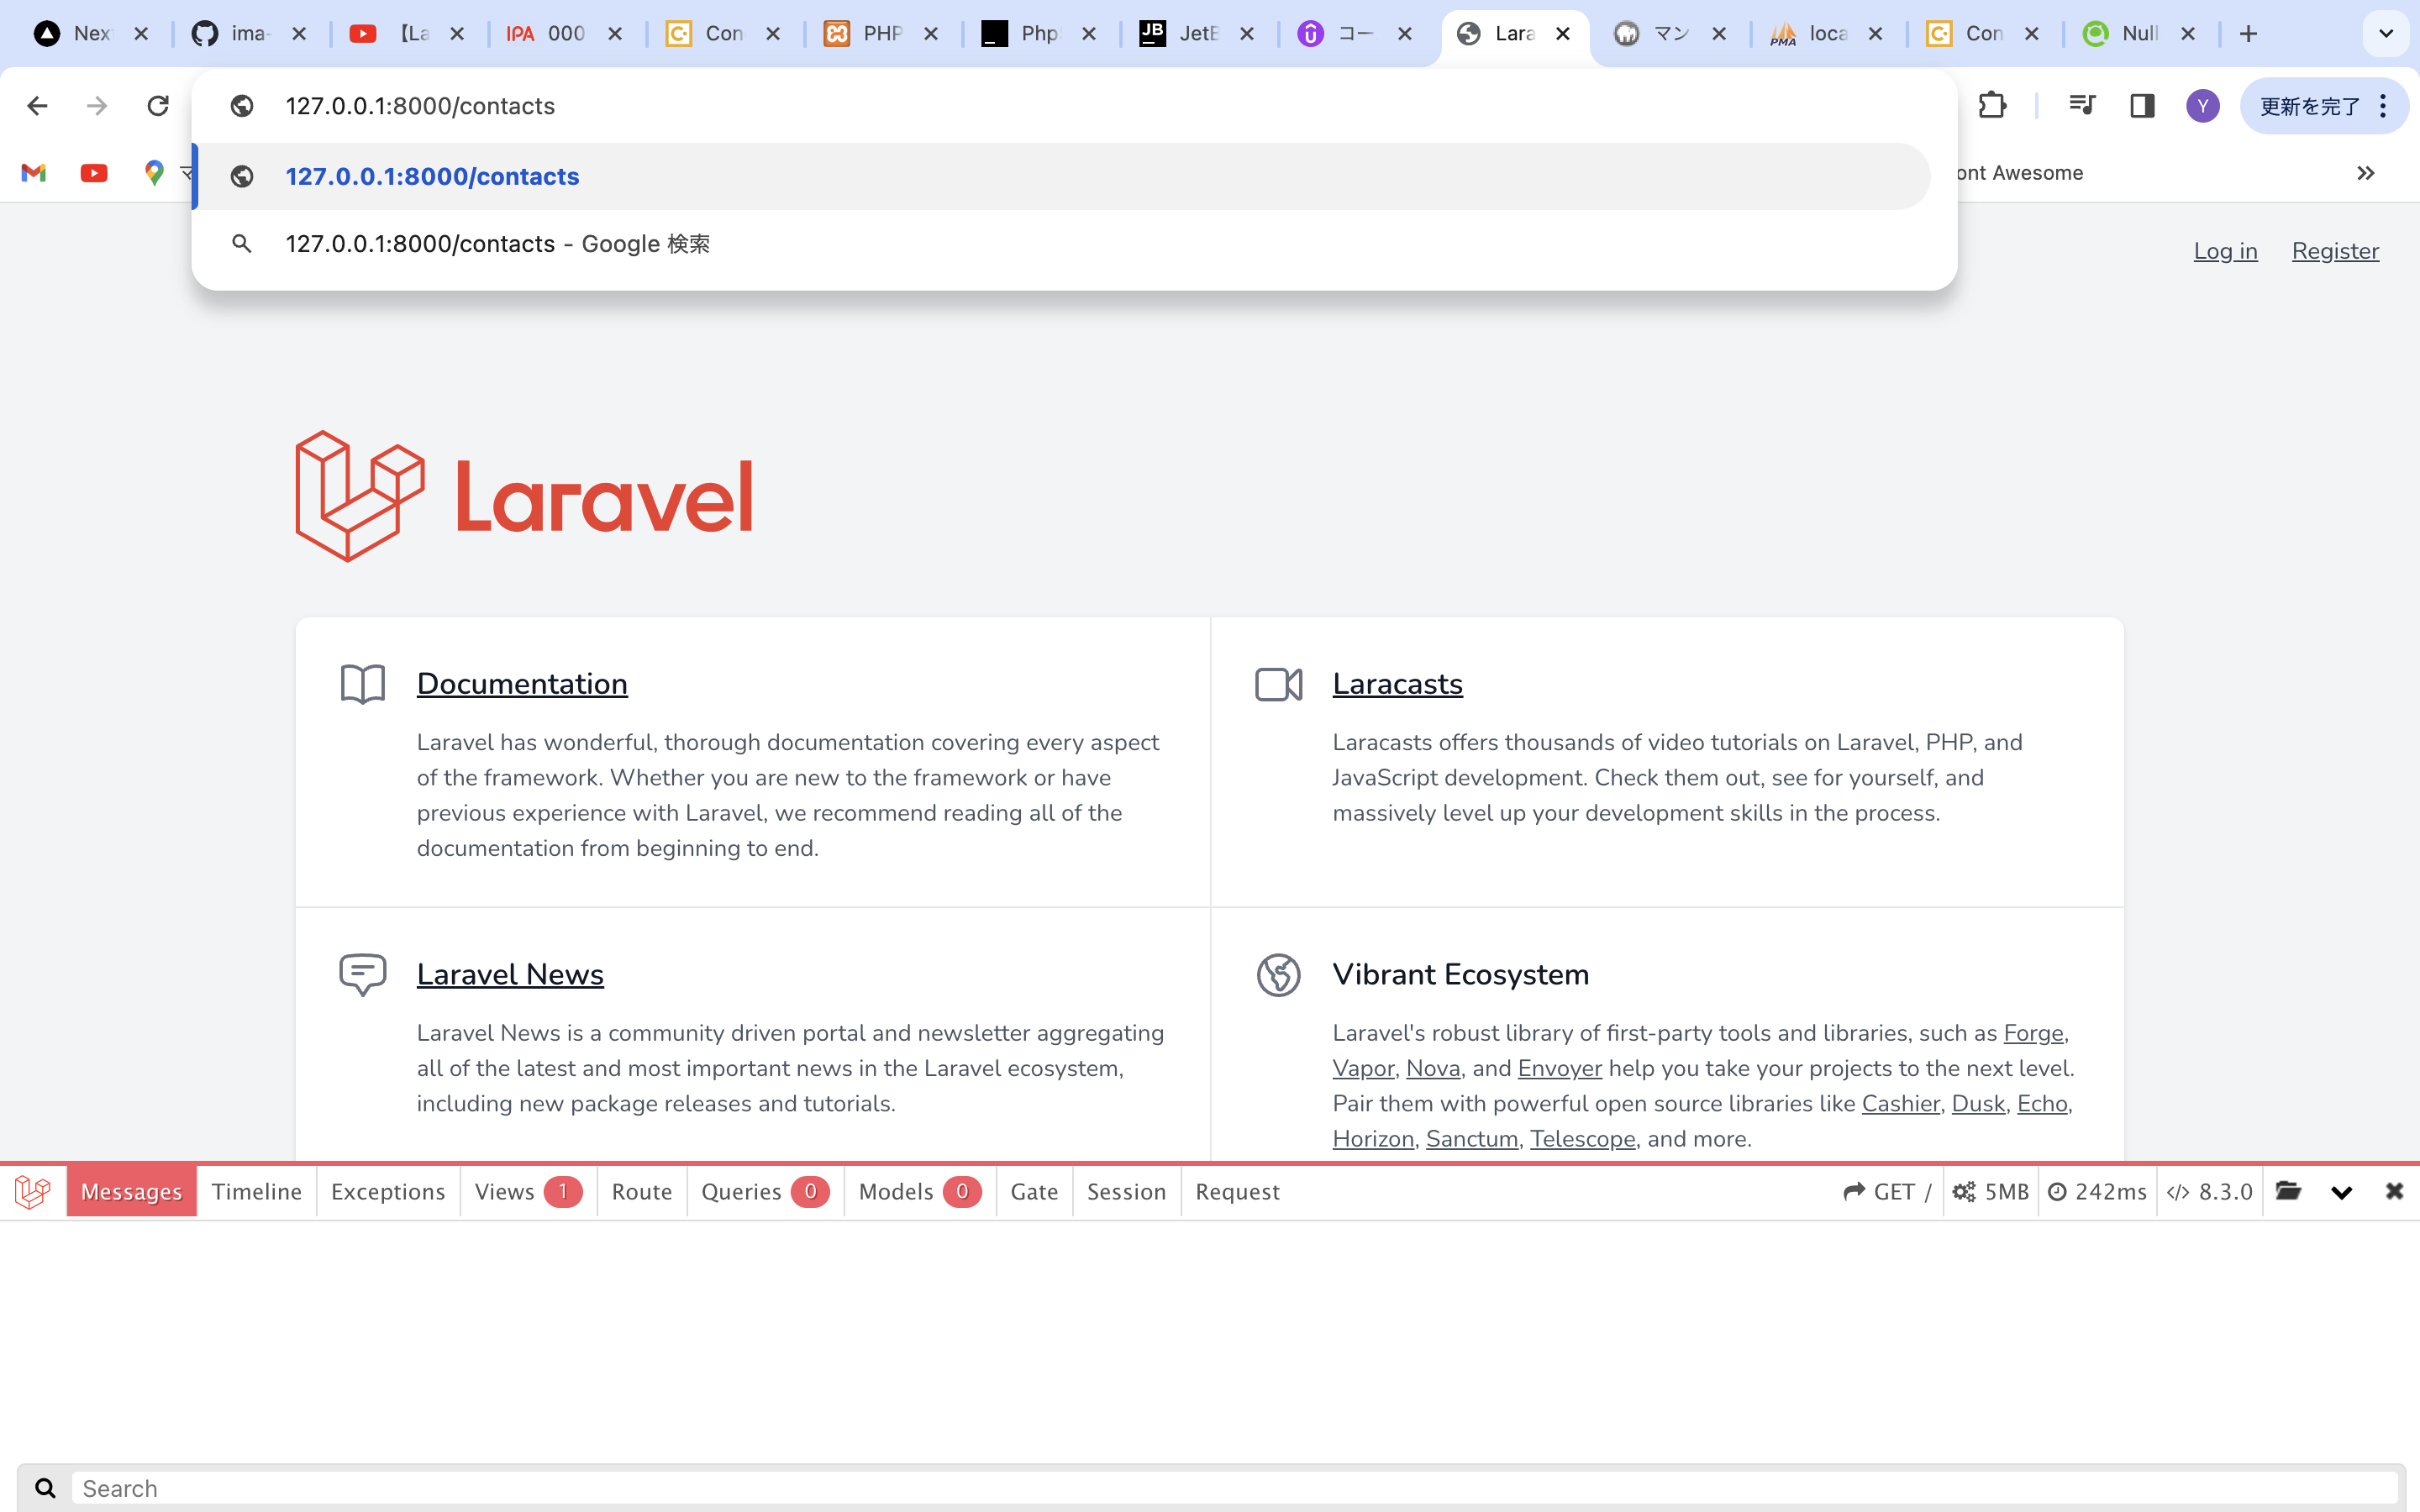 Nex
ima-
【La
IPA 000
Con
PHP
Php
JB JetB
コー
Lara
マン
PMA loca
Con
Null
127.0.0.1:8000/contacts
Y
更新を完了
127.0.0.1:8000/contacts
ont Awesome
127.0.0.1:8000/contacts - Google 検索
Log in Register
Laravel
Documentation
Laravel has wonderful, thorough documentation covering every aspect
of the framework. Whether you are new to the framework or have
previous experience with Laravel, we recommend reading all of the
documentation from beginning to end.
Laracasts
Laracasts offers thousands of video tutorials on Laravel, PHP, and
JavaScript development. Check them out, see for yourself, and
massively level up your development skills in the process.
Laravel News
Laravel News is a community driven portal and newsletter aggregating
all of the latest and most important news in the Laravel ecosystem,
including new package releases and tutorials.
Vibrant Ecosystem
Laravel's robust library of first-party tools and libraries, such as Forge,
Vapor, Nova, and Envoyer help you take your projects to the next level.
Pair them with powerful open source libraries like Cashier, Dusk, Echo,
Horizon, Sanctum, Telescope, and more.
Messages Timeline Exceptions Views 1 Route Queries 0 Models 0 Gate Session Request GET / 5MB 242ms 8.3.0
Search